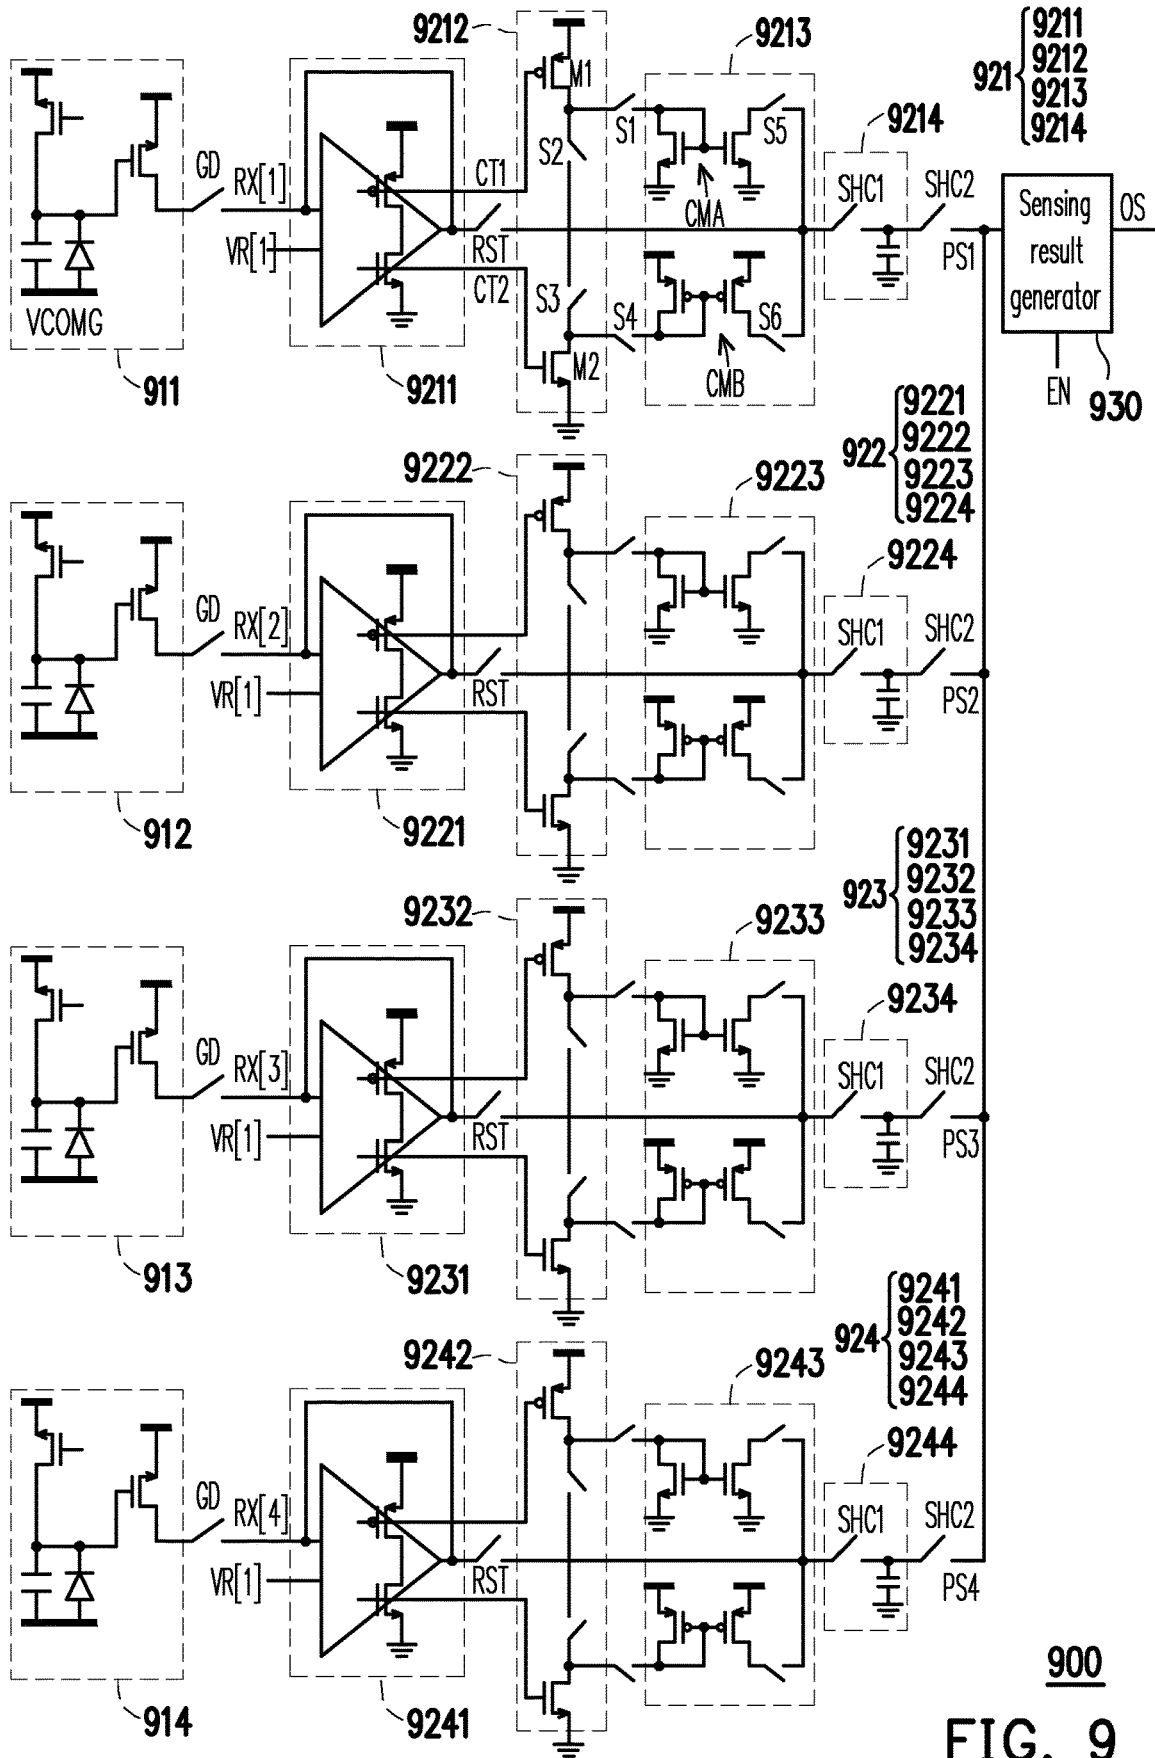 9212
9213
921
9211
9212
9213
9214
M1
S1
S5
9214
GD
RX[1]
CT1
S2
CMA
SHC1
SHC2
Sensing
result
generator
OS
VR[1]
RST
PS1
CT2
S3
S4
S6
VCOMG
M2
CMB
EN
930
911
9211
922
9221
9222
9223
9224
9222
9223
9224
GD
RX[2]
SHC1
SHC2
VR[1]
RST
PS2
912
9221
923
9231
9232
9233
9234
9232
9233
9234
GD
RX[3]
SHC1
SHC2
VR[1]
RST
PS3
913
9231
924
9241
9242
9243
9244
9242
9243
9244
GD
RX[4]
SHC1
SHC2
VR[1]
RST
PS4
914
9241
900
FIG. 9